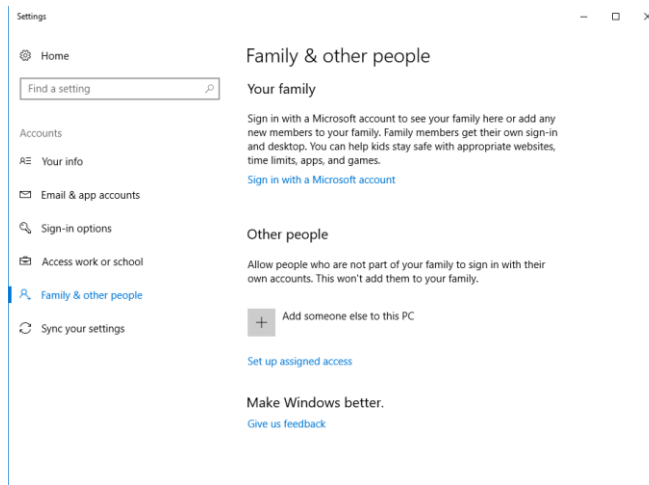 Settings
Home
Find a setting
Accounts
Your info
Email & app accounts
Sign-in options
Access work or school
Family & other people
Sync your settings
Family & other people
Your family
Sign in with a Microsoft account to see your family here or add any
new members to your family. Family members get their own sign-in
and desktop. You can help kids stay safe with appropriate websites,
time limits, apps, and games.
Sign in with a Microsoft account
Other people
Allow people who are not part of your family to sign in with their
own accounts. This won't add them to your family.
Add someone else to this PC
Set up assigned access
Make Windows better.
Give us feedback